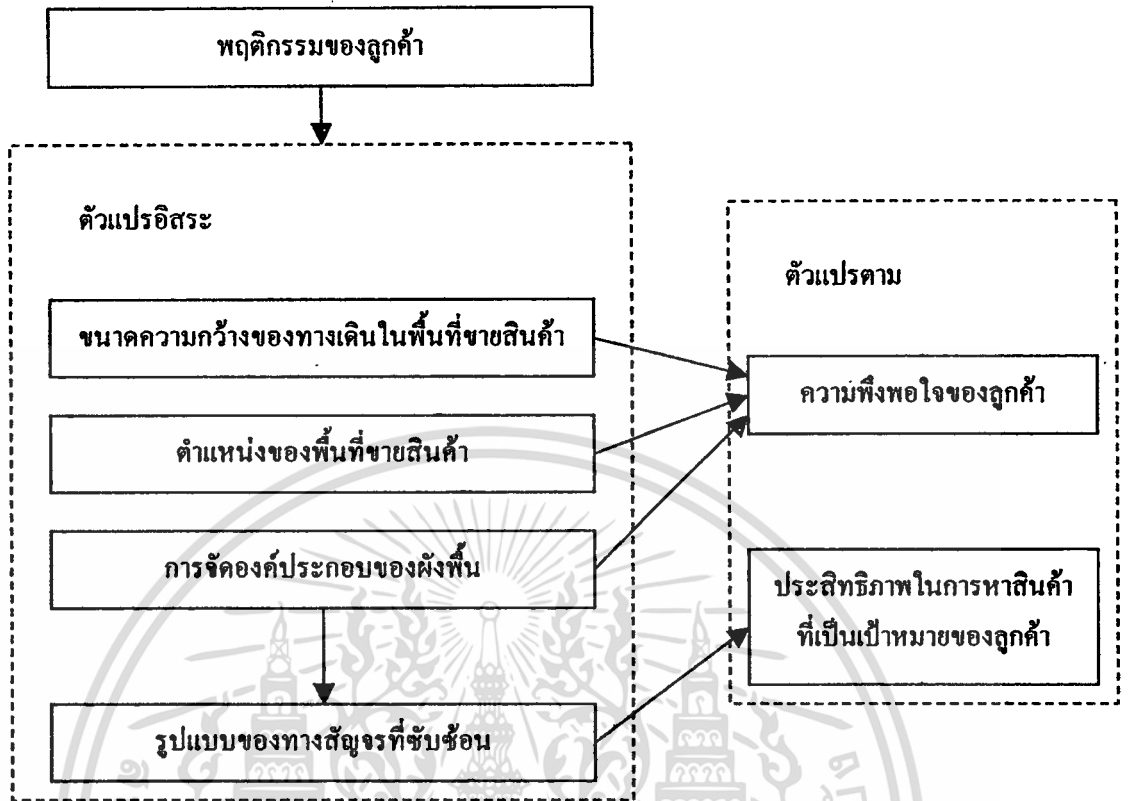 พฤติกรรมของลูกค้า
ตัวแปรอิสระ
ขนาดความกว้างของทางเดินในพื้นที่ขายสินค้า
ตำแหน่งของพื้นที่ขายสินค้า
การจัดองค์ประกอบของผังพื้น
รูปแบบของทางสัญจรที่ซับซ้อน
ตัวแปรตาม
ความพึงพอใจของลูกค้า
ประสิทธิภาพในการหาสินค้า
ที่เป็นเป้าหมายของลูกค้า